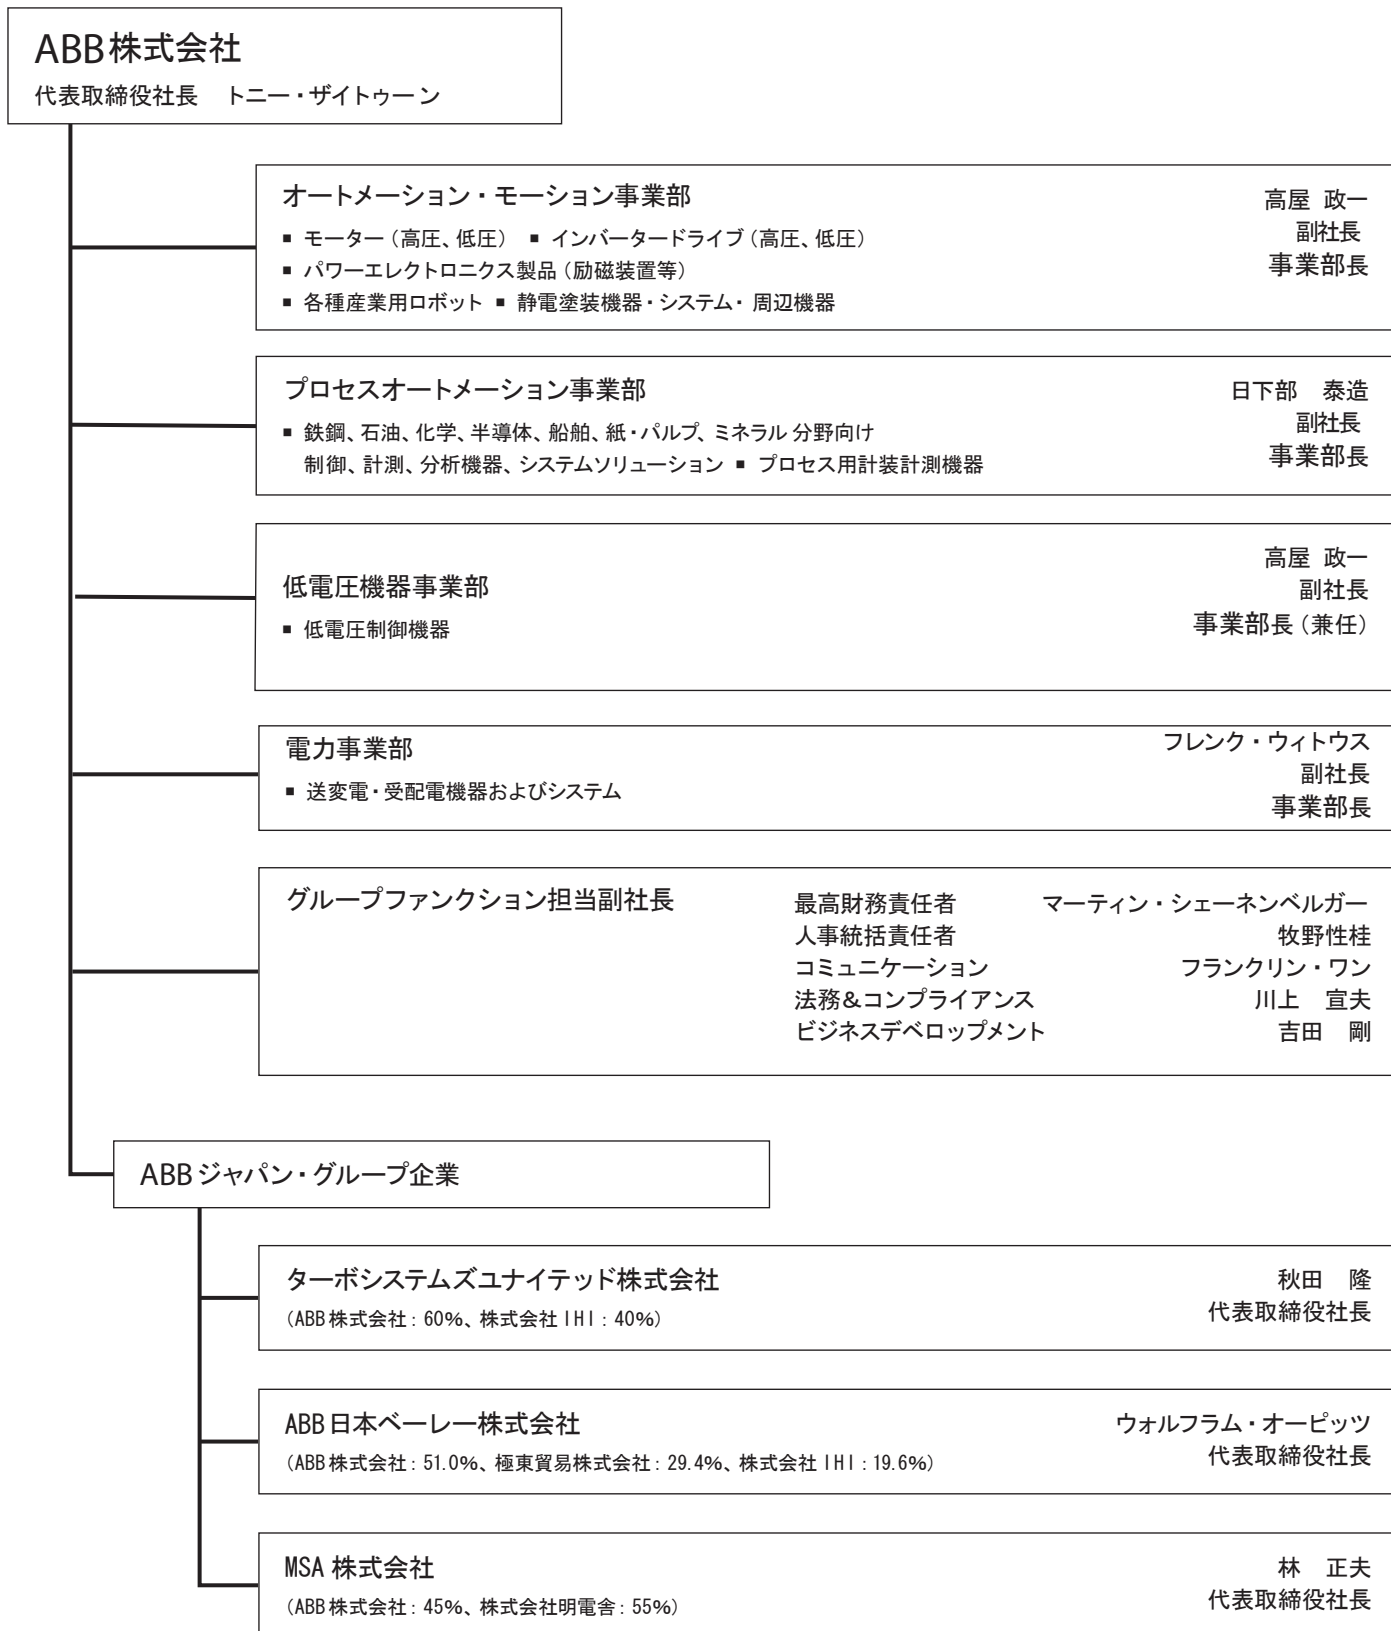 ABB株式会社
代表取締役社長　トニー・ザイトゥーン
オートメーション・モーション事業部
高屋 政一
副社長
事業部長
■ モーター（高圧、低圧） ■ インバータードライブ（高圧、低圧）
■ パワーエレクトロニクス製品（励磁装置等）
■ 各種産業用ロボット ■ 静電塗装機器・システム・ 周辺機器
プロセスオートメーション事業部
日下部　泰造
副社長
事業部長
■ 鉄鋼、石油、化学、半導体、船舶、紙・パルプ、ミネラル 分野向け
制御、計測、分析機器、システムソリューション ■ プロセス用計装計測機器
低電圧機器事業部
高屋 政一
副社長
事業部長（兼任）
■ 低電圧制御機器
電力事業部
フレンク・ウィトウス
副社長
事業部長
■ 送変電・受配電機器およびシステム
グループファンクション担当副社長
最高財務責任者 マーティン・シェーネンベルガー
人事統括責任者 牧野性桂
コミュニケーション フランクリン・ワン
法務&コンプライアンス 川上　宣夫
ビジネスデベロップメント 吉田　剛
ABBジャパン・グループ企業
ターボシステムズユナイテッド株式会社
（ABB株式会社：60%、株式会社IHI：40%）
秋田　隆
代表取締役社長
ABB日本ベーレー株式会社
（ABB株式会社：51.0%、極東貿易株式会社：29.4%、株式会社IHI：19.6%）
ウォルフラム・オーピッツ
代表取締役社長
MSA 株式会社
（ABB株式会社：45%、株式会社明電舎：55%）
林　正夫
代表取締役社長